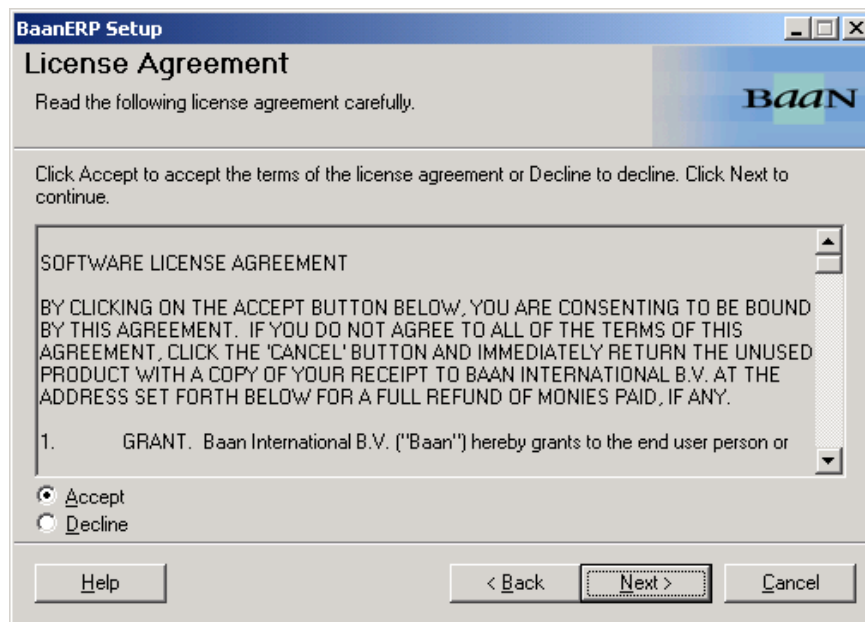 BaanERP Setup
License Agreement
Read the following license agreement carefully.
BaaN
Click Accept to accept the terms of the license agreement or Decline to decline. Click Next to
continue.
SOFTWARE LICENSE AGREEMENT
BY CLICKING ON THE ACCEPT BUTTON BELOW, YOU ARE CONSENTING TO BE BOUND
BY THIS AGREEMENT.  IF YOU DO NOT AGREE TO ALL OF THE TERMS OF THIS
AGREEMENT, CLICK THE 'CANCEL' BUTTON AND IMMEDIATELY RETURN THE UNUSED
PRODUCT WITH A COPY OF YOUR RECEIPT TO BAAN INTERNATIONAL B.V. AT THE
ADDRESS SET FORTH BELOW FOR A FULL REFUND OF MONIES PAID, IF ANY.
1. GRANT.  Baan International B.V. ("Baan") hereby grants to the end user person or
Accept
Decline
Help < Back Next > Cancel